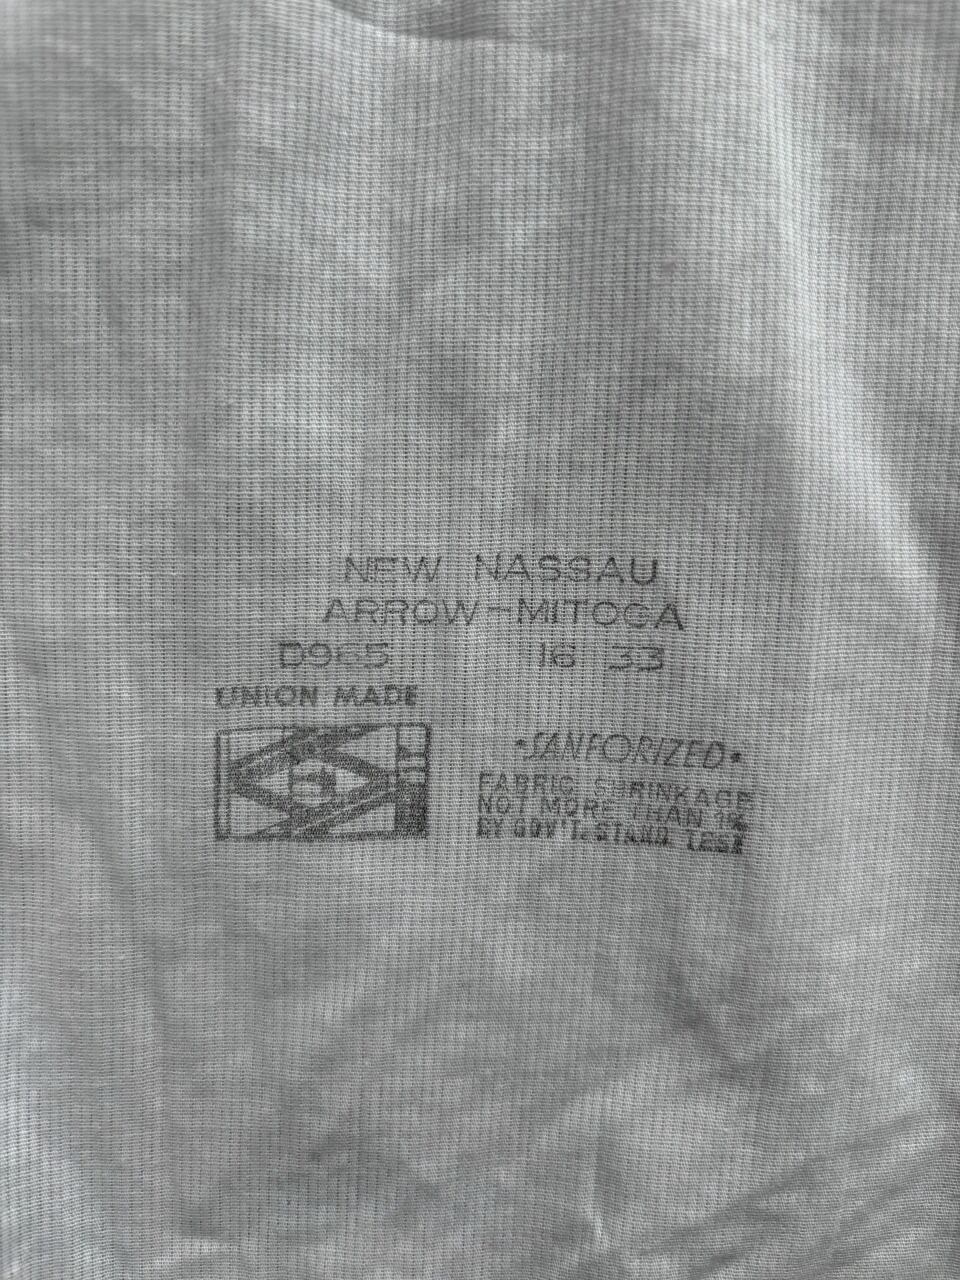 NEW NASSAU
ARROW-MITOGA
D965 16 33
UNION MADE
•SANFORIZED•
FABRIC SHRINKAGE
NOT MORE THAN 1%
BY GOV'T. STAND TEST